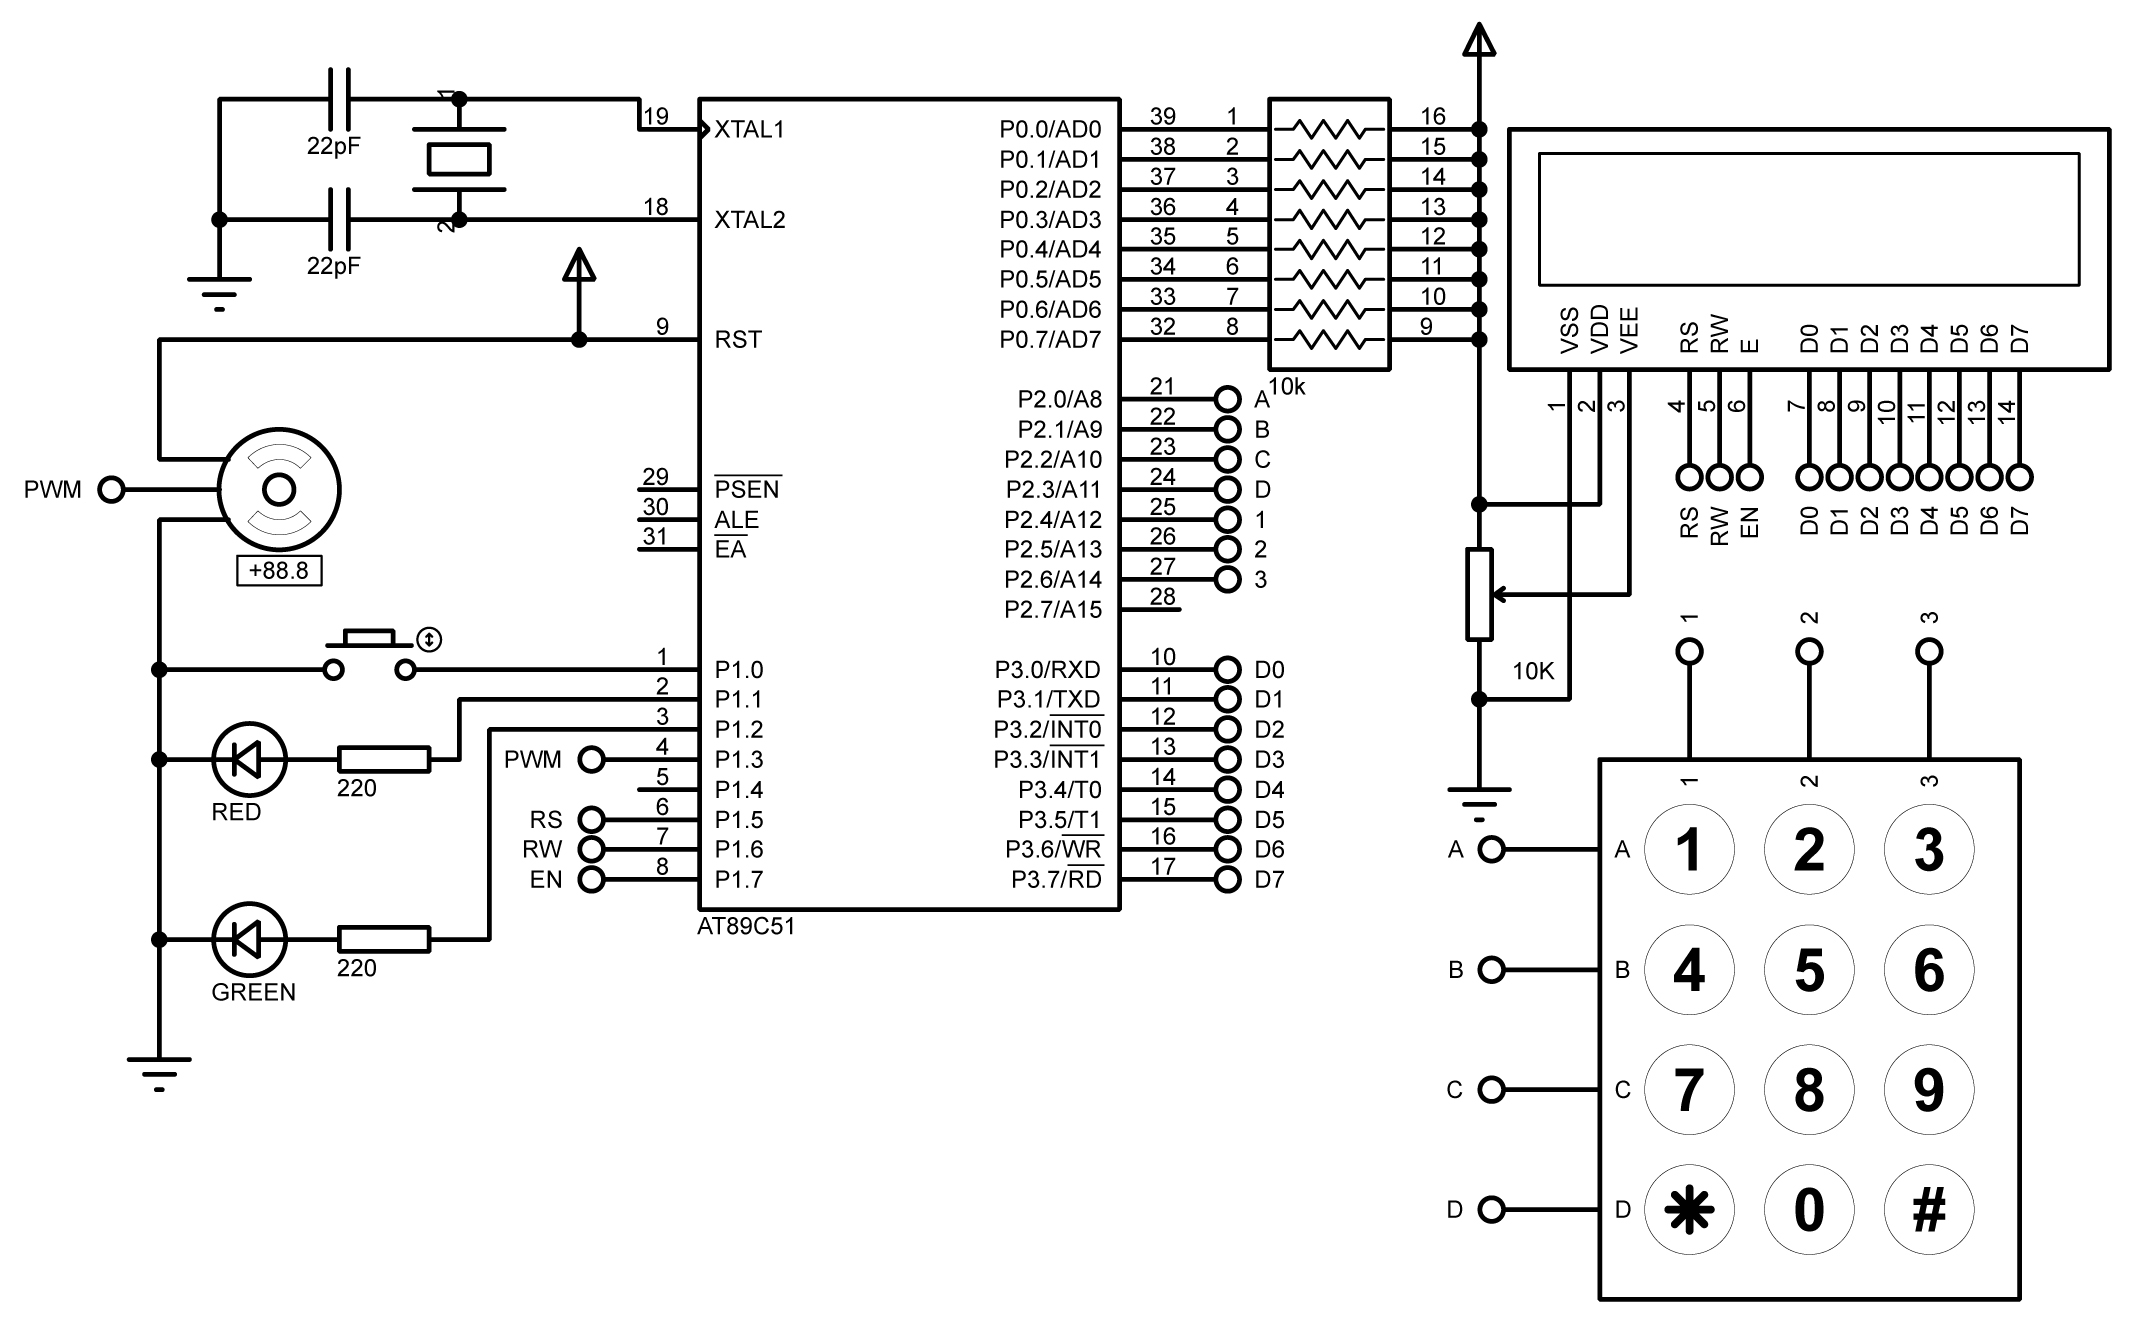 1
22pF
2
22pF
19 XTAL1
18 XTAL2
9 RST
29 PSEN
30 ALE
31 EA
1 P1.0
2 P1.1
3 P1.2
PWM 4 P1.3
5 P1.4
RS 6 P1.5
RW 7 P1.6
EN 8 P1.7
AT89C51
PWM
+88.8
220
RED
220
GREEN
P0.0/AD0 39 1 16
P0.1/AD1 38 2 15
P0.2/AD2 37 3 14
P0.3/AD3 36 4 13
P0.4/AD4 35 5 12
P0.5/AD5 34 6 11
P0.6/AD6 33 7 10
P0.7/AD7 32 8 9
10k
P2.0/A8 21 A
P2.1/A9 22 B
P2.2/A10 23 C
P2.3/A11 24 D
P2.4/A12 25 1
P2.5/A13 26 2
P2.6/A14 27 3
P2.7/A15 28
P3.0/RXD 10 D0
P3.1/TXD 11 D1
P3.2/INT0 12 D2
P3.3/INT1 13 D3
P3.4/T0 14 D4
P3.5/T1 15 D5
P3.6/WR 16 D6
P3.7/RD 17 D7
VSS VDD VEE RS RW E D0 D1 D2 D3 D4 D5 D6 D7
1 2 3 4 5 6 7 8 9 10 11 12 13 14
RS RW EN D0 D1 D2 D3 D4 D5 D6 D7
10K
1 2 3
1 2 3
A A 1 2 3
B B 4 5 6
C C 7 8 9
D D * 0 #